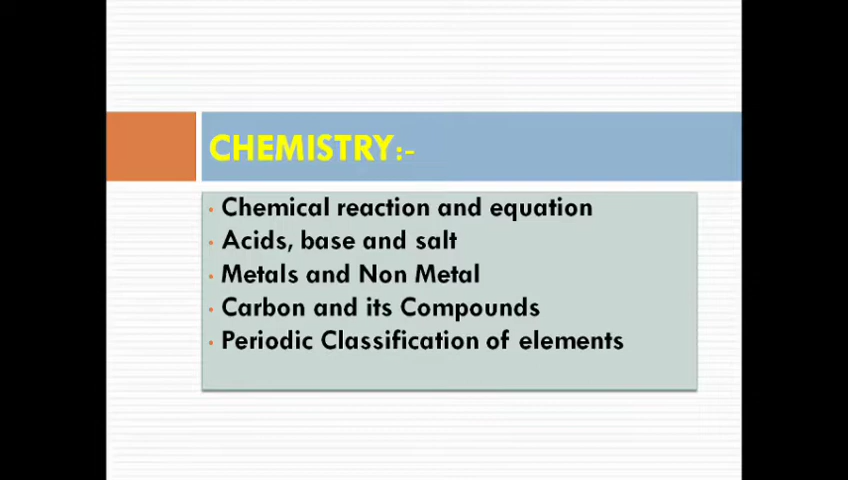 CHEMISTRY:-
• Chemical reaction and equation
• Acids, base and salt
• Metals and Non Metal
• Carbon and its Compounds
• Periodic Classification of elements